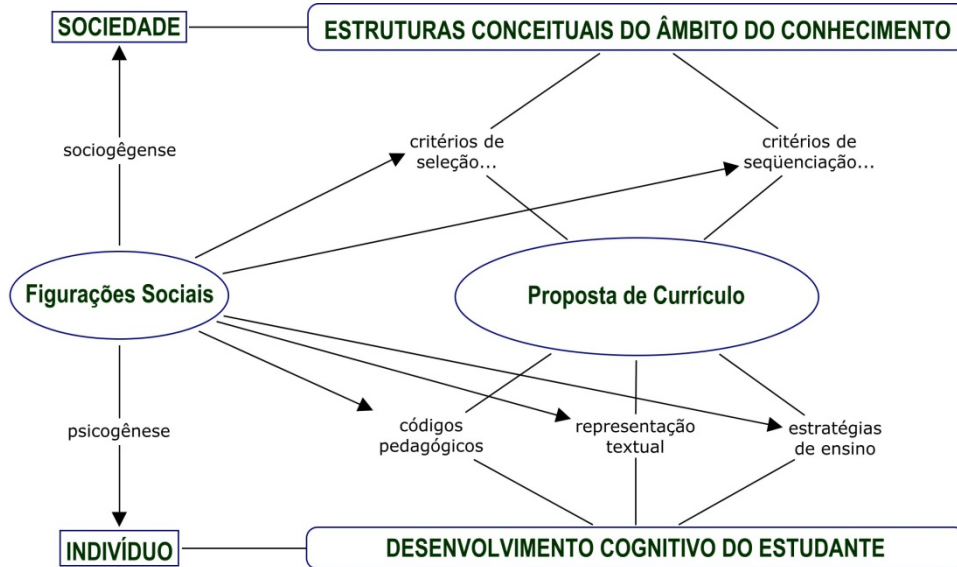 SOCIEDADE
ESTRUTURAS CONCEITUAIS DO ÂMBITO DO CONHECIMENTO
sociogêgense
critérios de
seleção...
critérios de
seqüenciação...
Figurações Sociais
Proposta de Currículo
psicogênese
códigos
pedagógicos
representação
textual
estratégias
de ensino
INDIVÍDUO
DESENVOLVIMENTO COGNITIVO DO ESTUDANTE